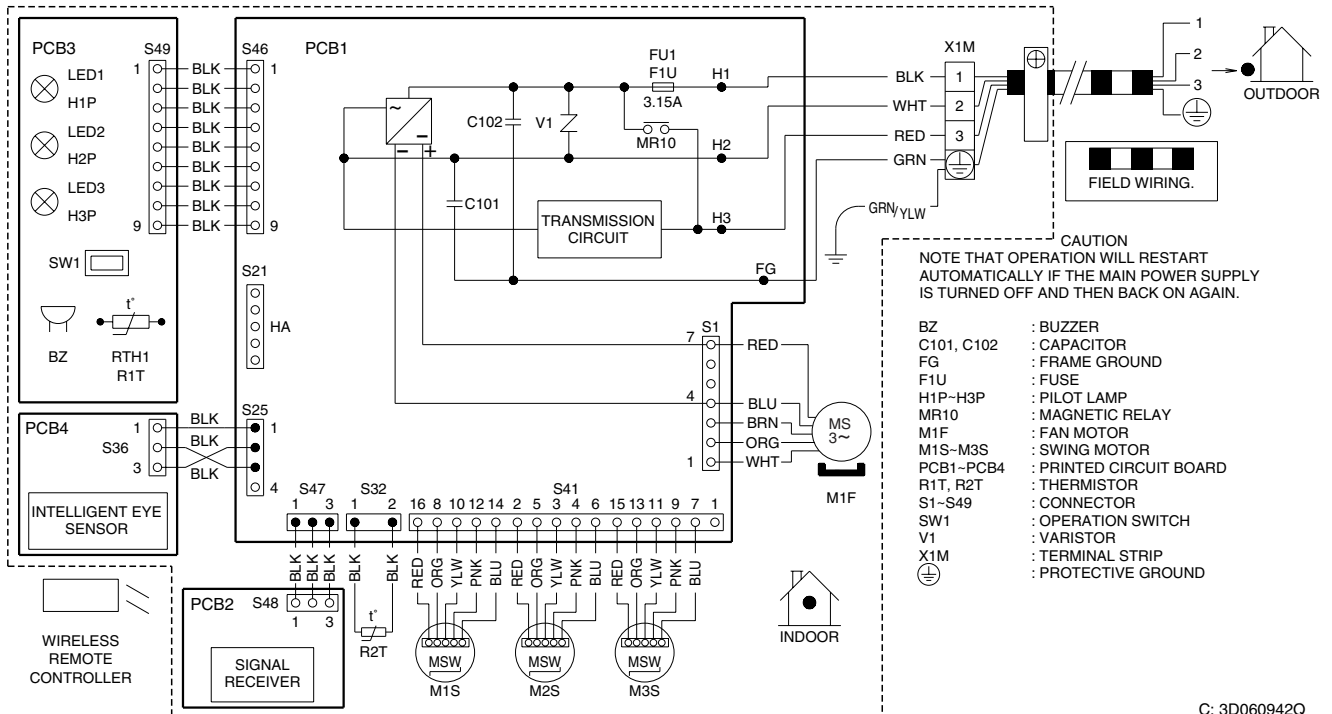 PCB3
LED1
H1P
LED2
H2P
LED3
H3P
SW1
BZ
t°
RTH1
R1T
S49
1
9
BLK
BLK
BLK
BLK
BLK
BLK
BLK
BLK
BLK
S46
1
9
PCB1
~
−
− +
C102
C101
V1
FU1
F1U
3.15A
MR10
H1
H2
H3
FG
TRANSMISSION
CIRCUIT
S21
HA
PCB4
S36
1
3
BLK
BLK
BLK
S25
1
4
INTELLIGENT EYE
SENSOR
S1
7
4
1
RED
BLU
BRN
ORG
WHT
MS
3~
M1F
X1M
BLK 1
WHT 2
RED 3
GRN
GRN/YLW
1
2
3
OUTDOOR
FIELD WIRING.
S47
1 3
S32
1 2
S41
16 8 10 12 14 2 5 3 4 6 15 13 11 9 7 1
BLK BLK BLK
BLK BLK
RED ORG YLW PNK BLU RED ORG YLW PNK BLU RED ORG YLW PNK BLU
PCB2
S48
1 3
SIGNAL
RECEIVER
t°
R2T
MSW
M1S
MSW
M2S
MSW
M3S
INDOOR
WIRELESS
REMOTE
CONTROLLER
CAUTION
NOTE THAT OPERATION WILL RESTART
AUTOMATICALLY IF THE MAIN POWER SUPPLY
IS TURNED OFF AND THEN BACK ON AGAIN.
BZ : BUZZER
C101, C102 : CAPACITOR
FG : FRAME GROUND
F1U : FUSE
H1P~H3P : PILOT LAMP
MR10 : MAGNETIC RELAY
M1F : FAN MOTOR
M1S~M3S : SWING MOTOR
PCB1~PCB4 : PRINTED CIRCUIT BOARD
R1T, R2T : THERMISTOR
S1~S49 : CONNECTOR
SW1 : OPERATION SWITCH
V1 : VARISTOR
X1M : TERMINAL STRIP
: PROTECTIVE GROUND
C: 3D060942Q